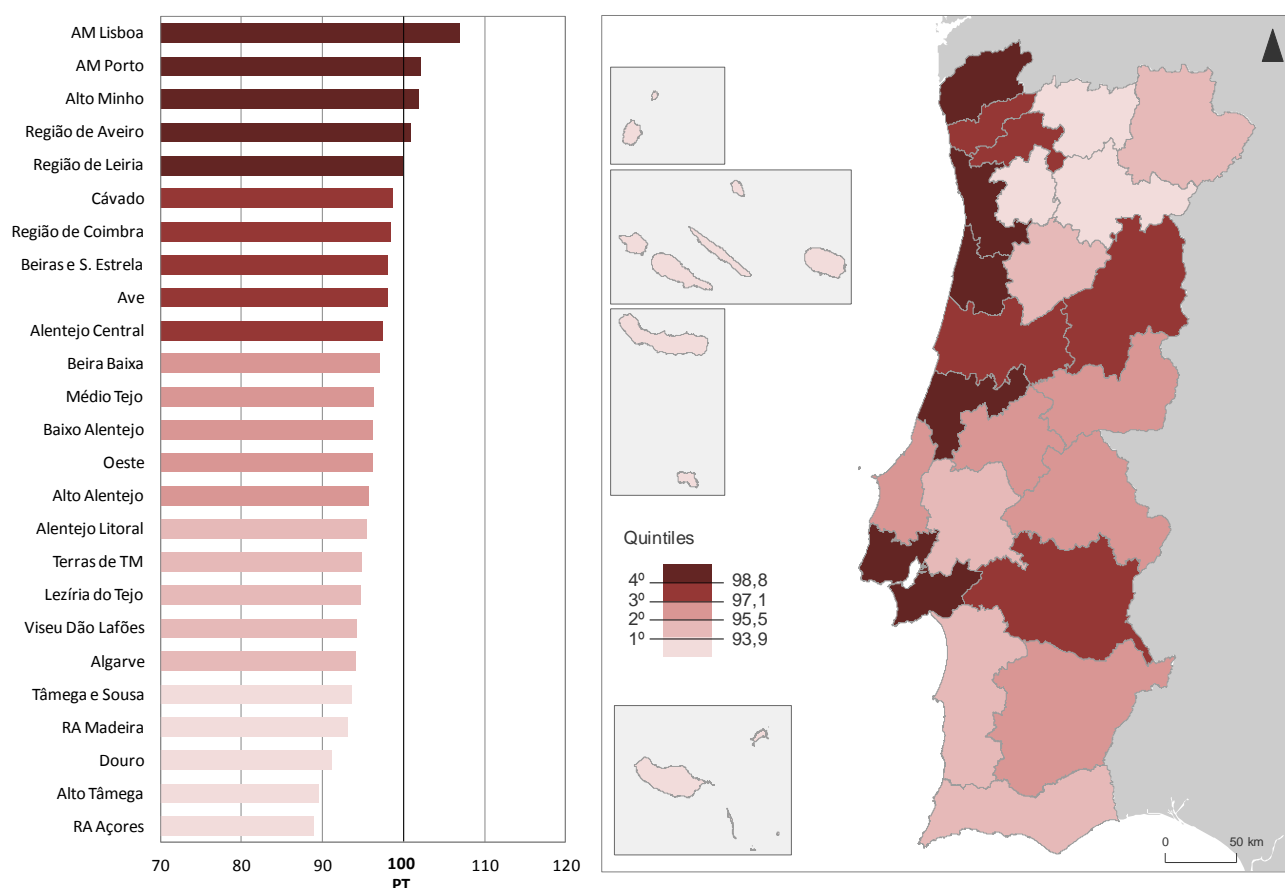 AM Lisboa
AM Porto
Alto Minho
Região de Aveiro
Região de Leiria
Cávado
Região de Coimbra
Beiras e S. Estrela
Ave
Alentejo Central
Beira Baixa
Médio Tejo
Baixo Alentejo
Oeste
Alto Alentejo
Alentejo Litoral
Terras de TM
Lezíria do Tejo
Viseu Dão Lafões
Algarve
Tâmega e Sousa
RA Madeira
Douro
Alto Tâmega
RA Açores
70 80 90 100 110 120
PT
Quintiles
4º 98,8
3º 97,1
2º 95,5
1º 93,9
0 50 km